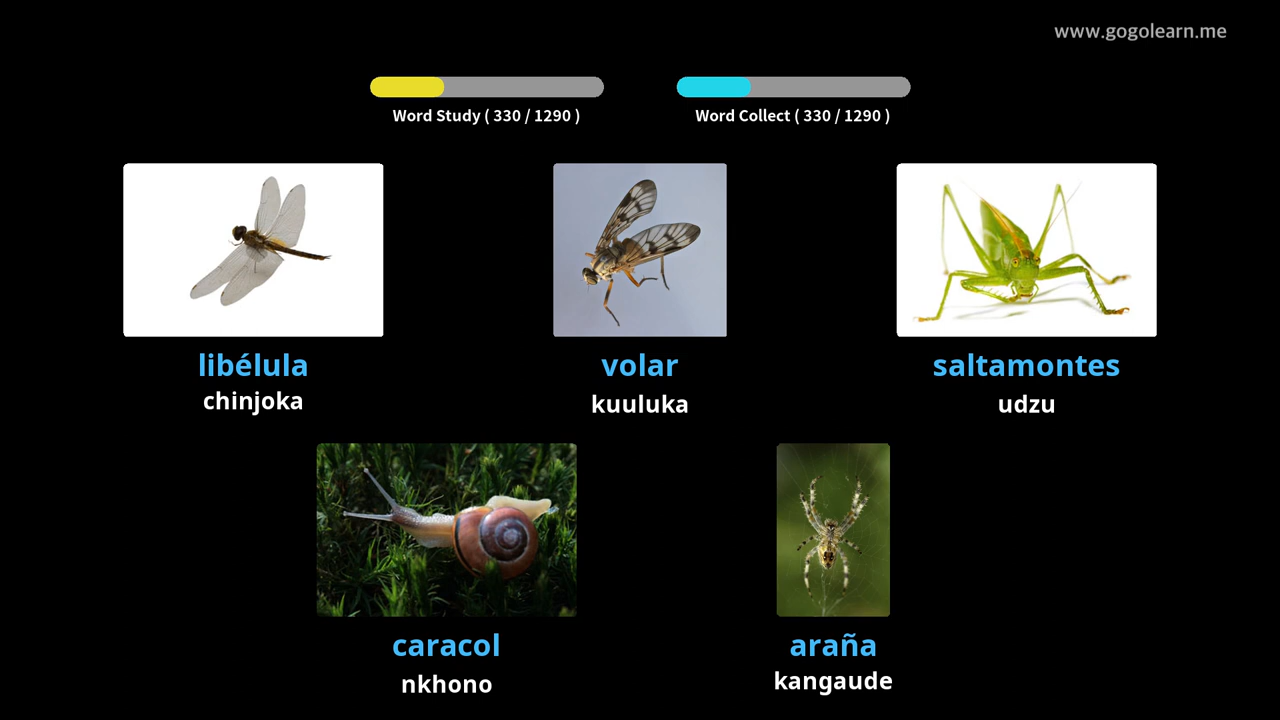 www.gogolearn.me
Word Study ( 330 / 1290 )
Word Collect ( 330 / 1290 )
libélula
chinjoka
volar
kuuluka
saltamontes
udzu
caracol
nkhono
araña
kangaude